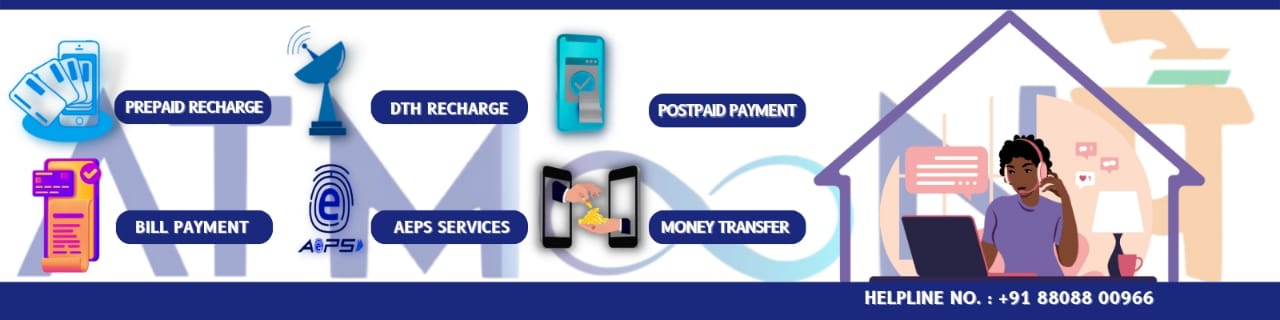 PREPAID RECHARGE
DTH RECHARGE
POSTPAID PAYMENT
BILL PAYMENT
e
AePS
AEPS SERVICES
MONEY TRANSFER
HELPLINE NO. : +91 88088 00966